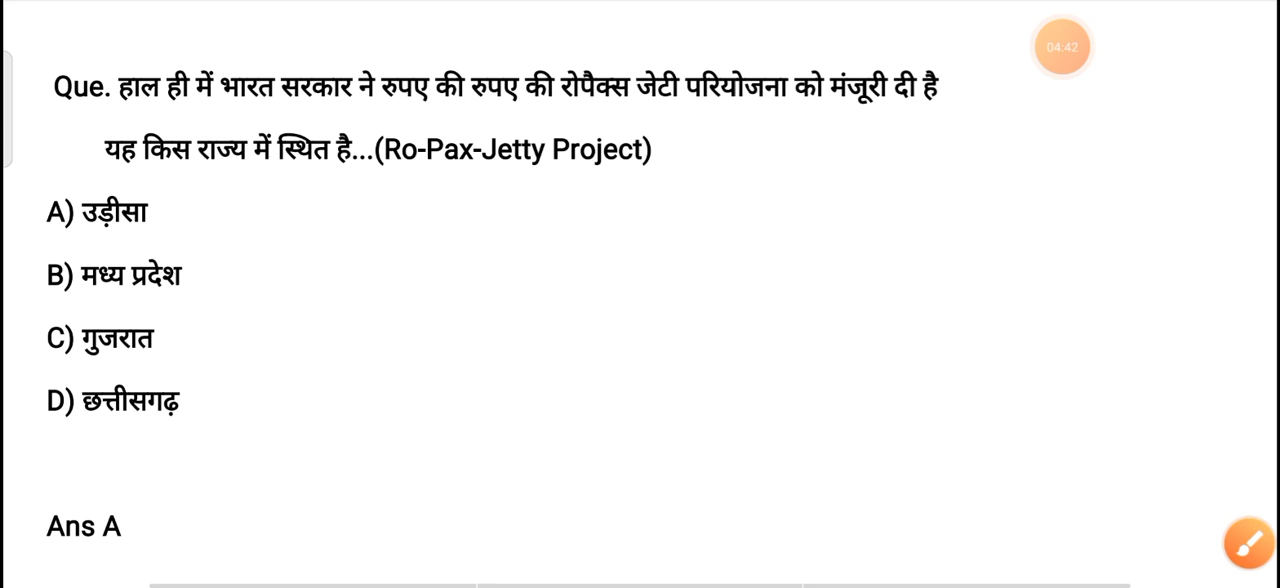 04:42
Que. हाल ही में भारत सरकार ने रुपए की रुपए की रोपैक्स जेटी परियोजना को मंजूरी दी है
यह किस राज्य में स्थित है...(Ro-Pax-Jetty Project)
A) उड़ीसा
B) मध्य प्रदेश
C) गुजरात
D) छत्तीसगढ़
Ans A